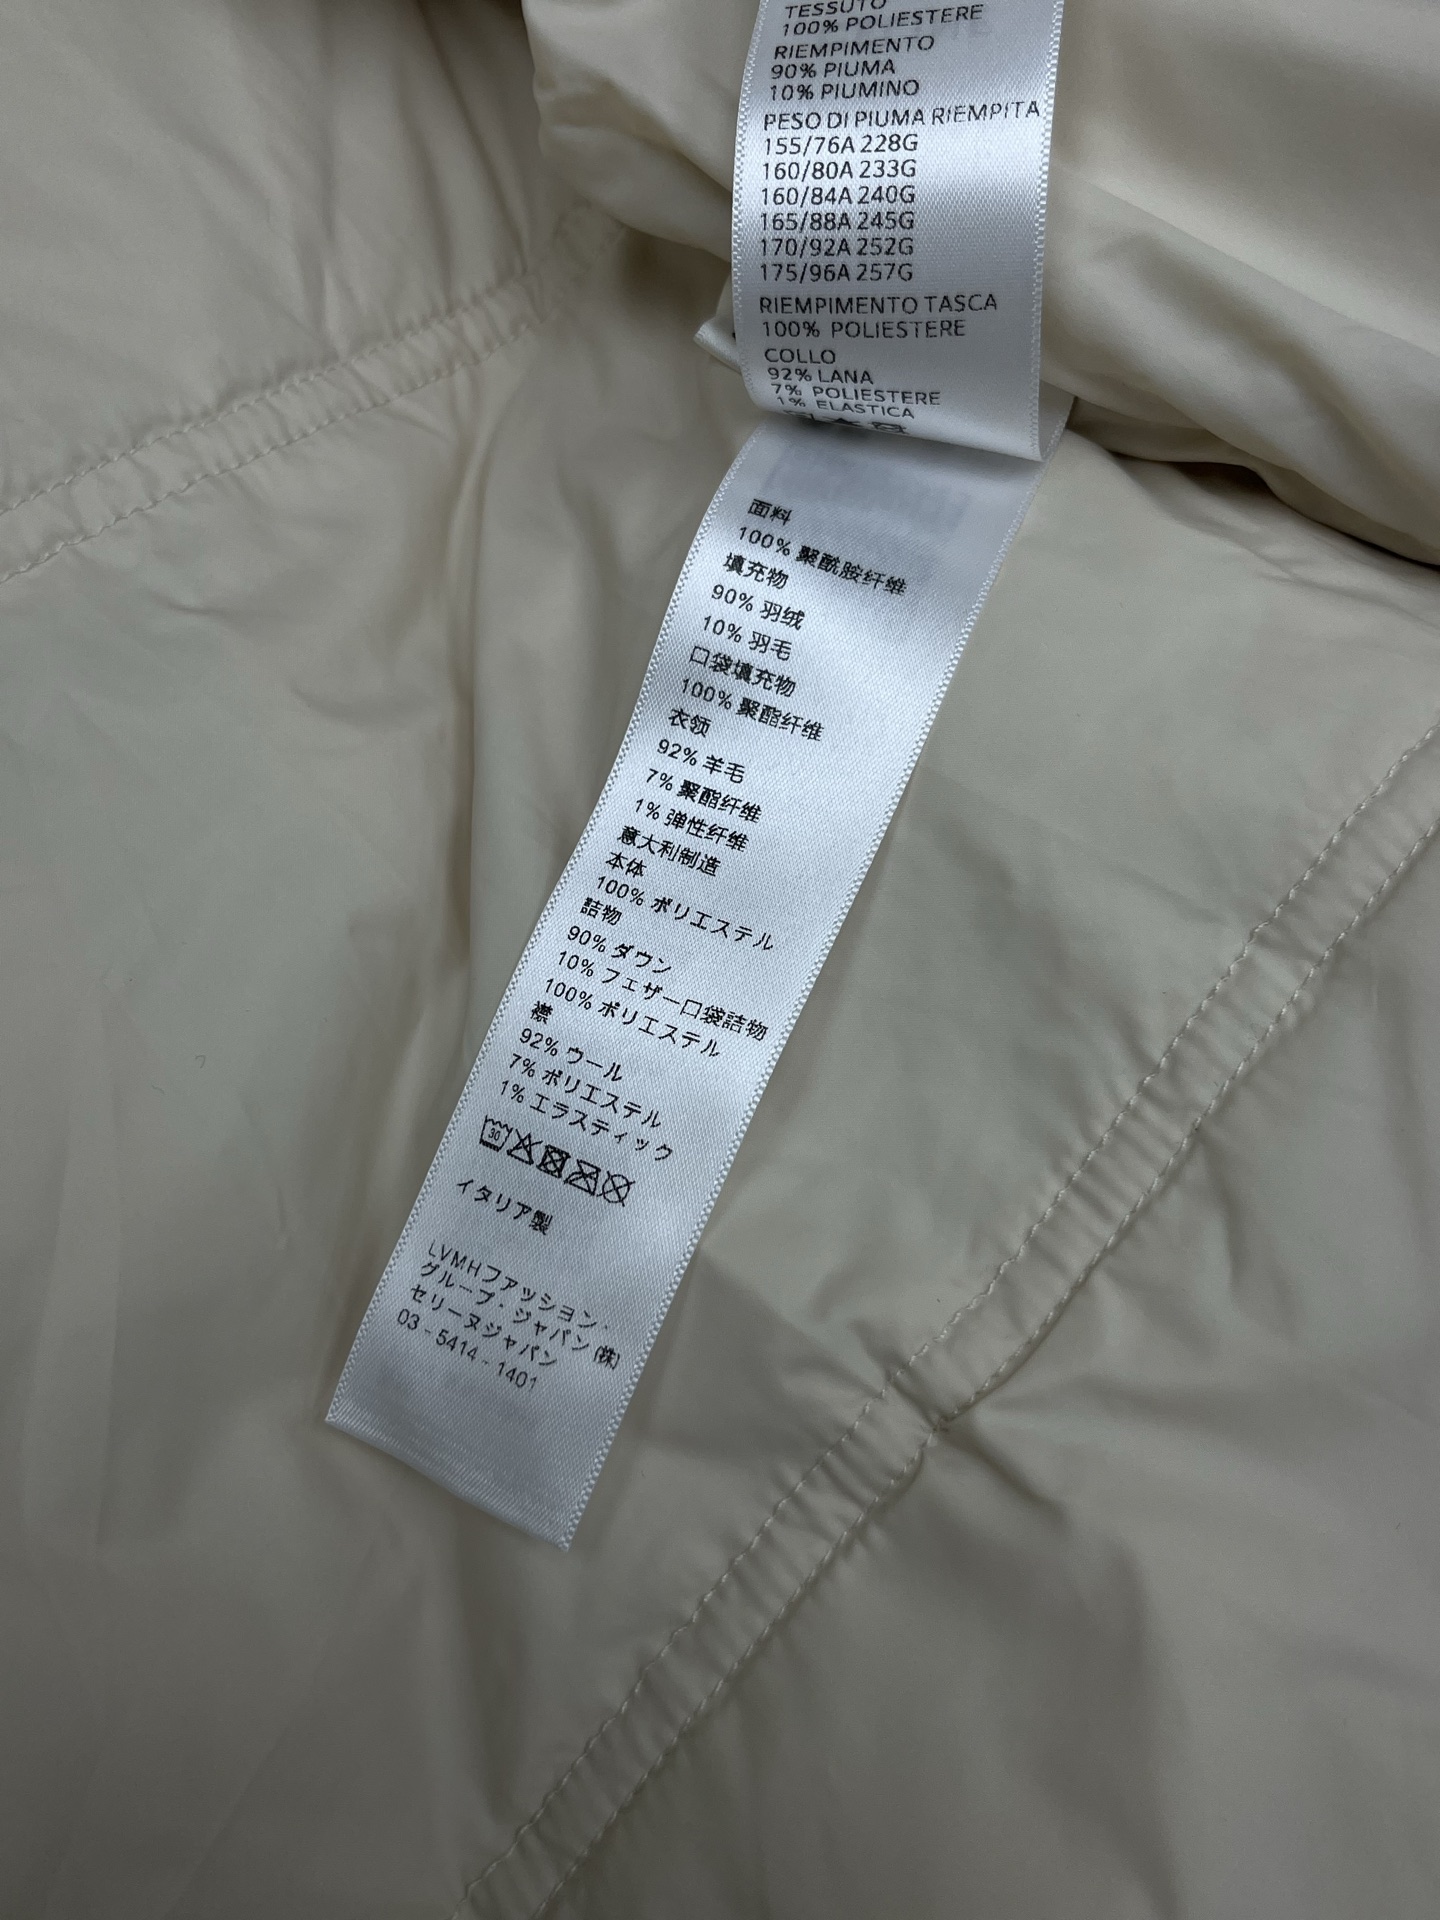 TESSUTO
100% POLIESTERE
RIEMPIMENTO
90% PIUMA
10% PIUMINO
PESO DI PIUMA RIEMPITA
155/76A 228G
160/80A 233G
160/84A 240G
165/88A 245G
170/92A 252G
175/96A 257G
RIEMPIMENTO TASCA
100% POLIESTERE
COLLO
92% LANA
7% POLIESTERE
1% ELASTICA
面料
100% 聚酰胺纤维
填充物
90% 羽绒
10% 羽毛
口袋填充物
100% 聚酯纤维
衣领
92% 羊毛
7% 聚酯纤维
1% 弹性纤维
意大利制造
本体
100% ポリエステル
詰物
90% ダウン
10% フェザー口袋詰物
100% ポリエステル
襟
92% ウール
7% ポリエステル
1% エラスティック
30
イタリア製
LVMHファッション・
グループ・ジャパン(株)
セリーヌジャパン
03-5414-1401